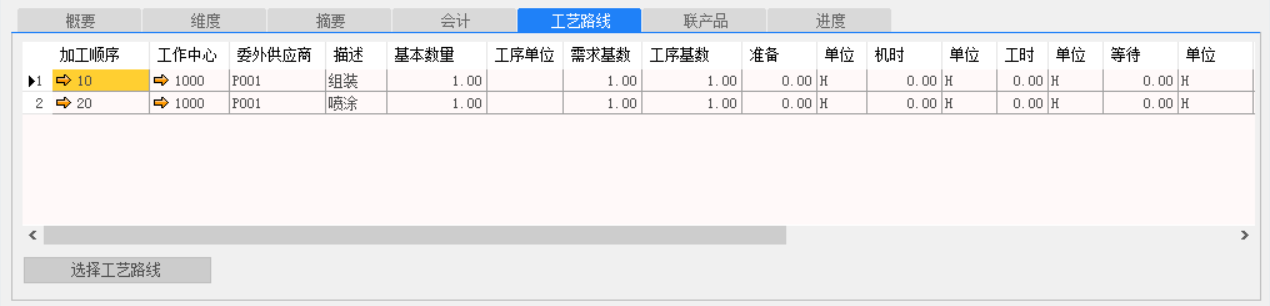 概要 维度 摘要 会计 工艺路线 联产品 进度
加工顺序 工作中心 委外供应商 描述 基本数量 工序单位 需求基数 工序基数 准备 单位 机时 单位 工时 单位 等待 单位
1 10 1000 P001 组装 1.00 1.00 1.00 0.00 H 0.00 H 0.00 H 0.00 H
2 20 1000 P001 喷涂 1.00 1.00 1.00 0.00 H 0.00 H 0.00 H 0.00 H
选择工艺路线